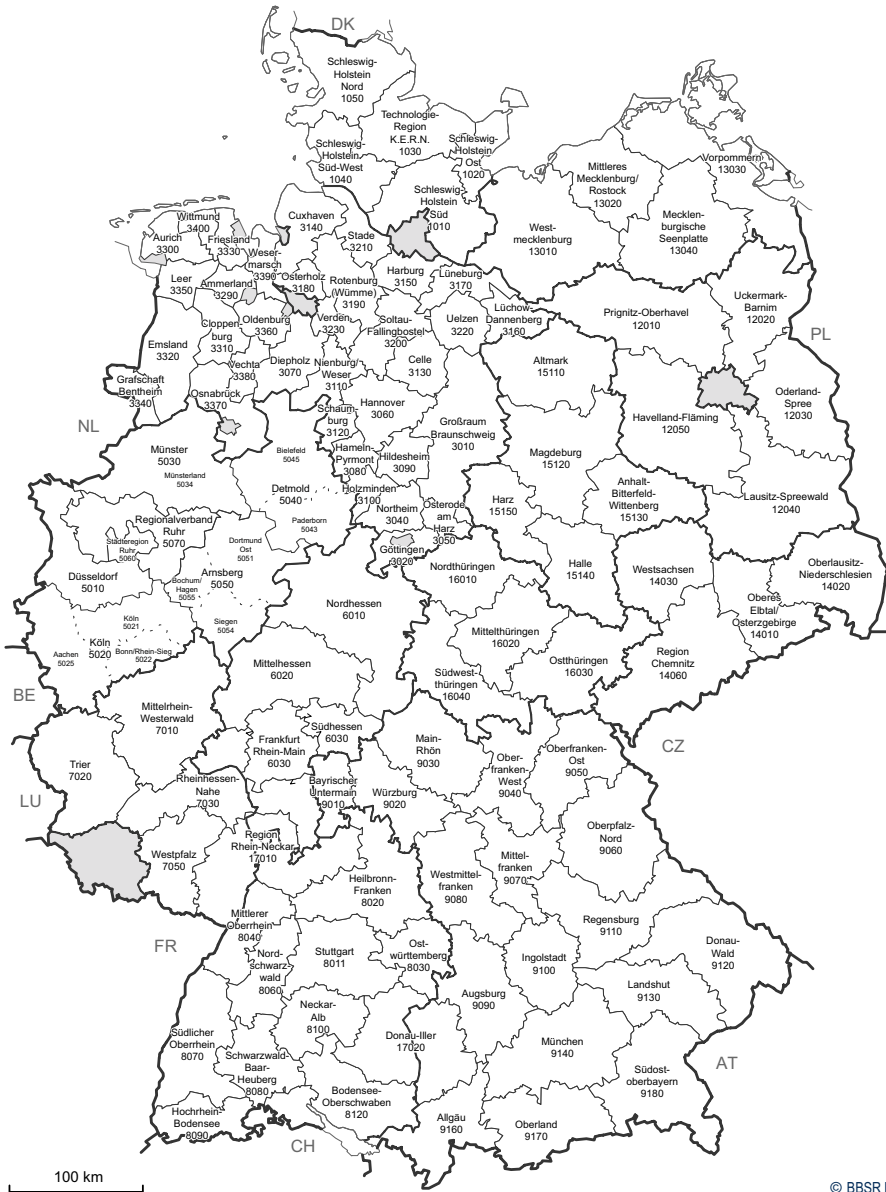 DK
Schleswig-
Holstein
Nord
1050
Technologie-
Region
K.E.R.N.
1030
Schleswig-
Holstein
Ost
1020
Schleswig-
Holstein
Süd-West
1040
Schleswig-
Holstein
Süd
1010
Vorpommern
13030
Mittleres
Mecklenburg/
Rostock
13020
Mecklen-
burgische
Seenplatte
13040
West-
mecklenburg
13010
Wittmund
3400
Aurich
3300
Friesland
3330
Cuxhaven
3140
Stade
3210
Weser-
marsch
3390
Osterholz
3180
Leer
3350
Ammerland
3290
Rotenburg
(Wümme)
3190
Harburg
3150
Lüneburg
3170
Lüchow-
Dannenberg
3160
Uckermark-
Barnim
12020
Prignitz-Oberhavel
12010
PL
Emsland
3320
Cloppen-
burg
3310
Oldenburg
3360
Verden
3230
Soltau-
Fallingbostel
3200
Uelzen
3220
Vechta
3380
Diepholz
3070
Nienburg/
Weser
3110
Celle
3130
Altmark
15110
Grafschaft
Bentheim
3340
Osnabrück
3370
Oderland-
Spree
12030
Havelland-Fläming
12050
NL
Schaum-
burg
3120
Hannover
3060
Großraum
Braunschweig
3010
Münster
5030
Münsterland
5034
Bielefeld
5045
Detmold
5040
Paderborn
5043
Hameln-
Pyrmont
3080
Hildesheim
3090
Magdeburg
15120
Holzminden
3100
Northeim
3040
Osterode
am
Harz
3050
Harz
15150
Anhalt-
Bitterfeld-
Wittenberg
15130
Lausitz-Spreewald
12040
Regionalverband
Ruhr
5070
Städteregion
Ruhr
5060
Dortmund
Ost
5051
Göttingen
3020
Düsseldorf
5010
Bochum/
Hagen
5055
Arnsberg
5050
Siegen
5054
Nordthüringen
16010
Halle
15140
Westsachsen
14030
Oberlausitz-
Niederschlesien
14020
Oberes
Elbtal/
Osterzgebirge
14010
Nordhessen
6010
Köln
5021
Köln
5020
Aachen
5025
Bonn/Rhein-Sieg
5022
BE
Mittelthüringen
16020
Ostthüringen
16030
Region
Chemnitz
14060
Mittelhessen
6020
Südwest-
thüringen
16040
Mittelrhein-
Westerwald
7010
Frankfurt
Rhein-Main
6030
Südhessen
6030
Main-
Rhön
9030
Ober-
franken-
West
9040
Oberfranken-
Ost
9050
CZ
Trier
7020
LU
Rheinhessen-
Nahe
7030
Bayrischer
Untermain
9010
Würzburg
9020
Westpfalz
7050
Region
Rhein-Neckar
17010
Oberpfalz-
Nord
9060
Mittel-
franken
9070
Westmittel-
franken
9080
Heilbronn-
Franken
8020
FR
Mittlerer
Oberrhein
8040
Nord-
schwarz-
wald
8060
Stuttgart
8011
Ost-
württemberg
8030
Regensburg
9110
Donau-
Wald
9120
Ingolstadt
9100
Landshut
9130
Augsburg
9090
Neckar-
Alb
8100
Donau-Iller
17020
München
9140
Südlicher
Oberrhein
8070
Schwarzwald-
Baar-
Heuberg
8080
Bodensee-
Oberschwaben
8120
Südost-
oberbayern
9180
AT
Hochrhein-
Bodensee
8090
CH
Allgäu
9160
Oberland
9170
100 km
© BBSR